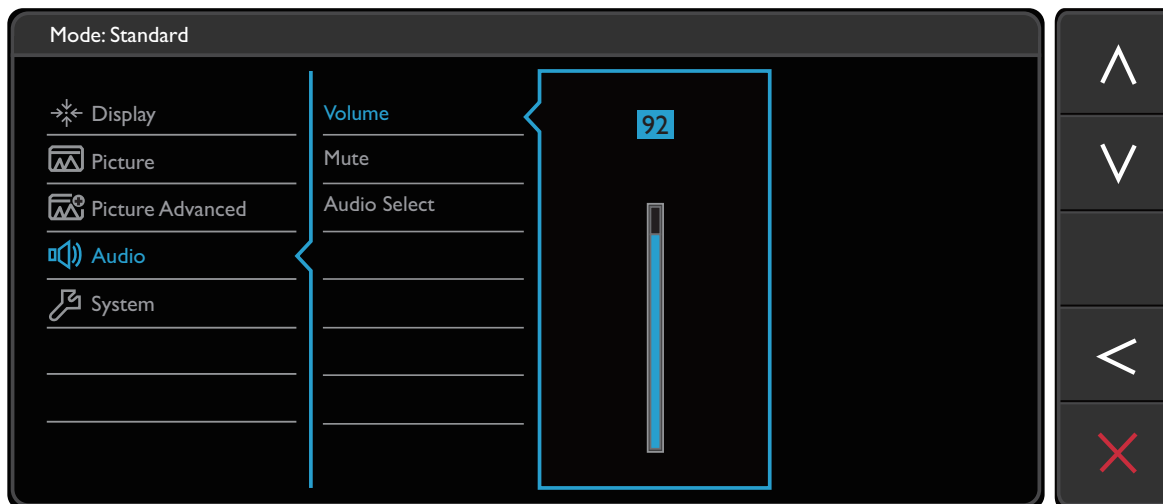 Mode: Standard
Display
Picture
Picture Advanced
Audio
System
Volume
Mute
Audio Select
92